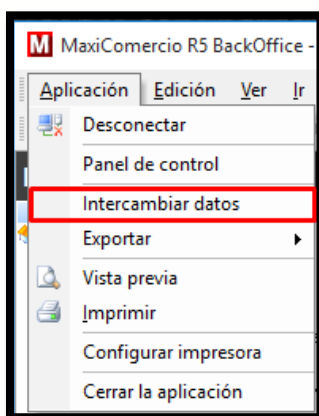 M MaxiComercio R5 BackOffice -
Aplicación Edición Ver Ir
Desconectar
Panel de control
Intercambiar datos
Exportar
Vista previa
Imprimir
Configurar impresora
Cerrar la aplicación